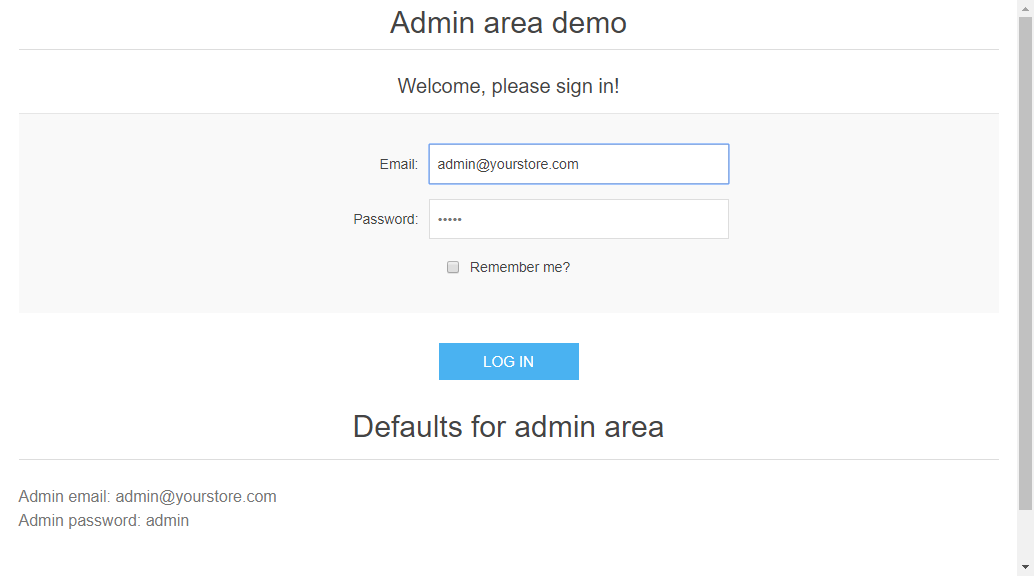 Admin area demo
Welcome, please sign in!
Email: admin@yourstore.com
Password: •••••
Remember me?
LOG IN
Defaults for admin area
Admin email: admin@yourstore.com
Admin password: admin